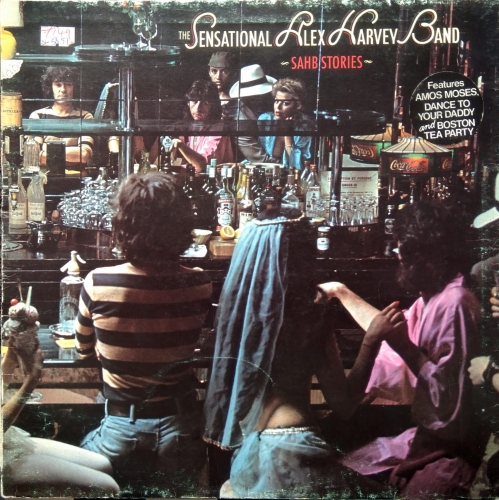 THE SENSATIONAL ALEX HARVEY BAND
~SAHB STORIES~
Features
AMOS MOSES,
DANCE TO
YOUR DADDY
and BOSTON
TEA PARTY
Coca-Cola